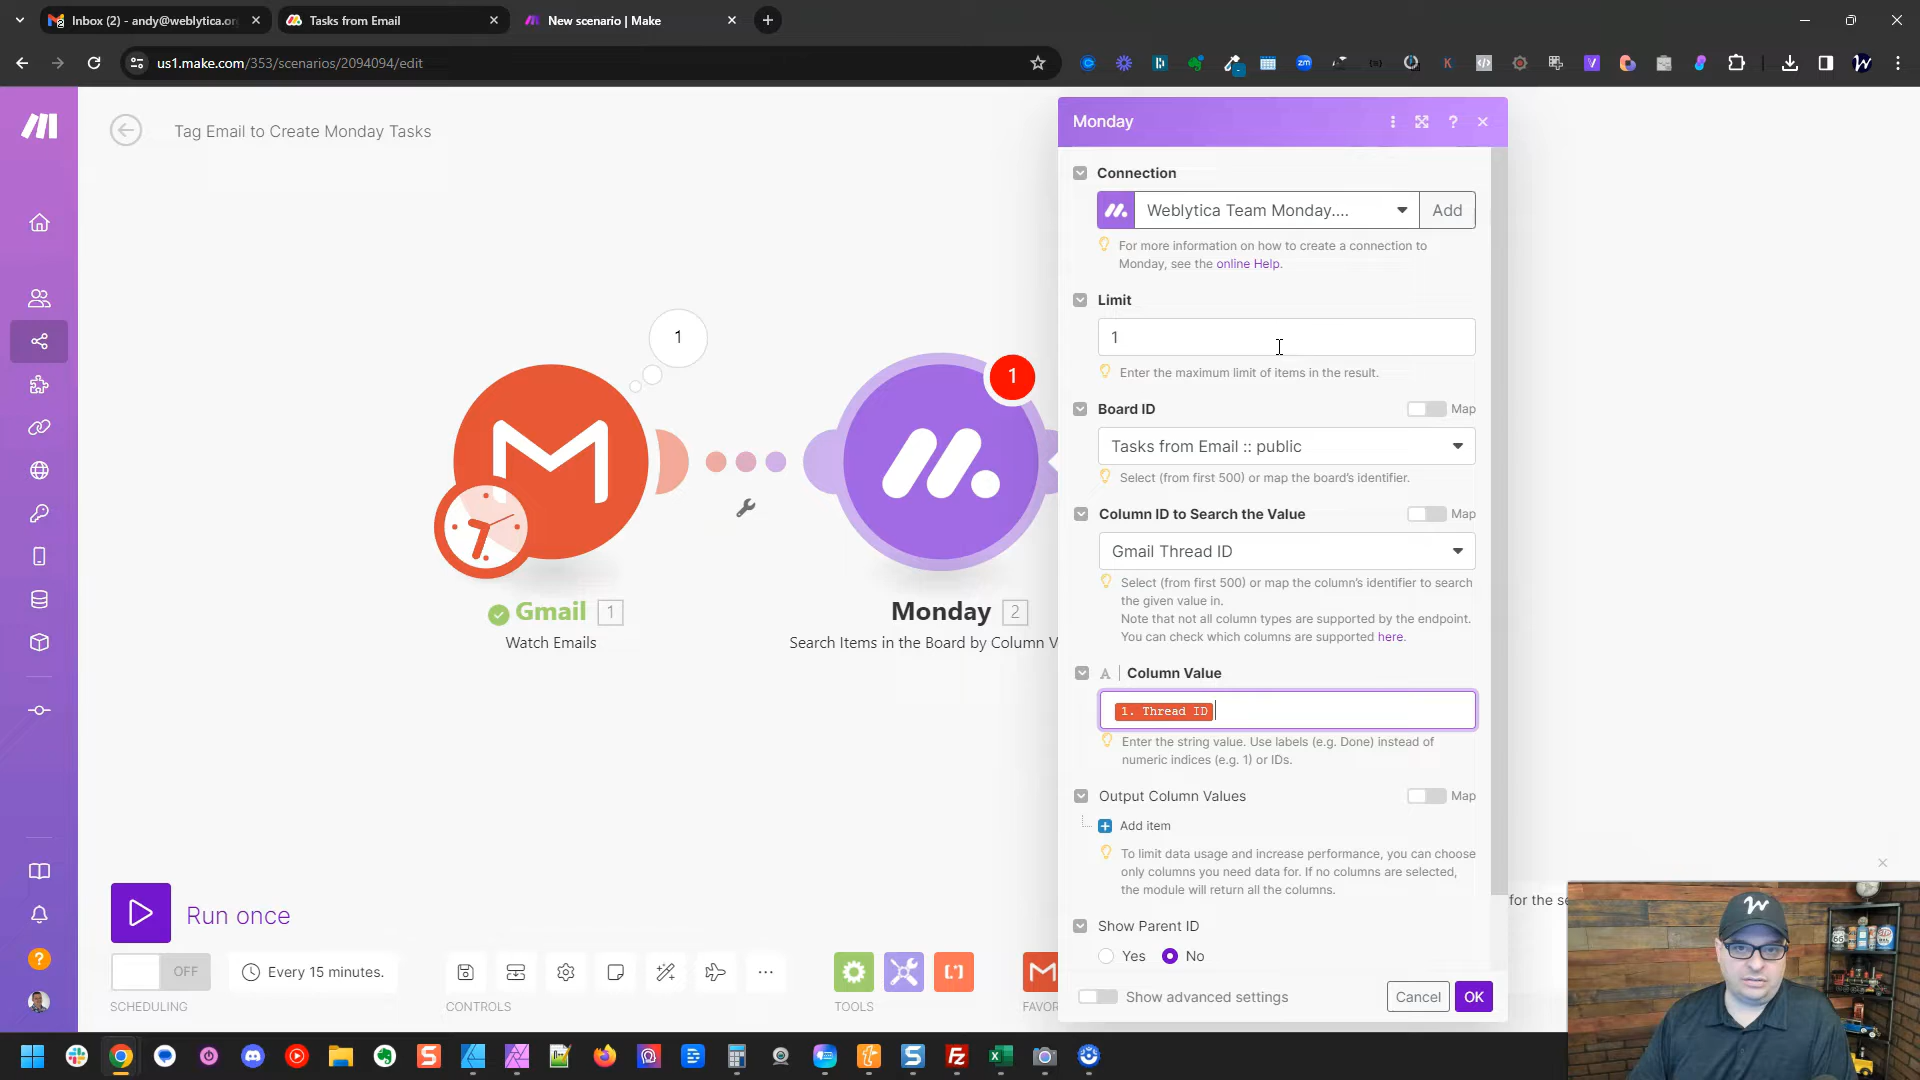 Inbox (2) - andy@weblytica.or
Tasks from Email
New scenario | Make
us1.make.com/353/scenarios/2094094/edit
Tag Email to Create Monday Tasks
Monday
Connection
Weblytica Team Monday....
Add
For more information on how to create a connection to
Monday, see the online Help.
Limit
1
Enter the maximum limit of items in the result.
Board ID
Map
Tasks from Email :: public
Select (from first 500) or map the board's identifier.
Column ID to Search the Value
Map
Gmail Thread ID
Select (from first 500) or map the column's identifier to search
the given value in.
Note that not all column types are supported by the endpoint.
You can check which columns are supported here.
A
Column Value
1. Thread ID
Enter the string value. Use labels (e.g. Done) instead of
numeric indices (e.g. 1) or IDs.
Output Column Values
Map
Add item
To limit data usage and increase performance, you can choose
only columns you need data for. If no columns are selected,
the module will return all the columns.
Show Parent ID
Yes
No
Show advanced settings
Cancel
OK
1
1
Gmail 1
Watch Emails
Monday 2
Search Items in the Board by Column V
for the se
Run once
OFF
Every 15 minutes.
SCHEDULING
CONTROLS
TOOLS
FAVOR